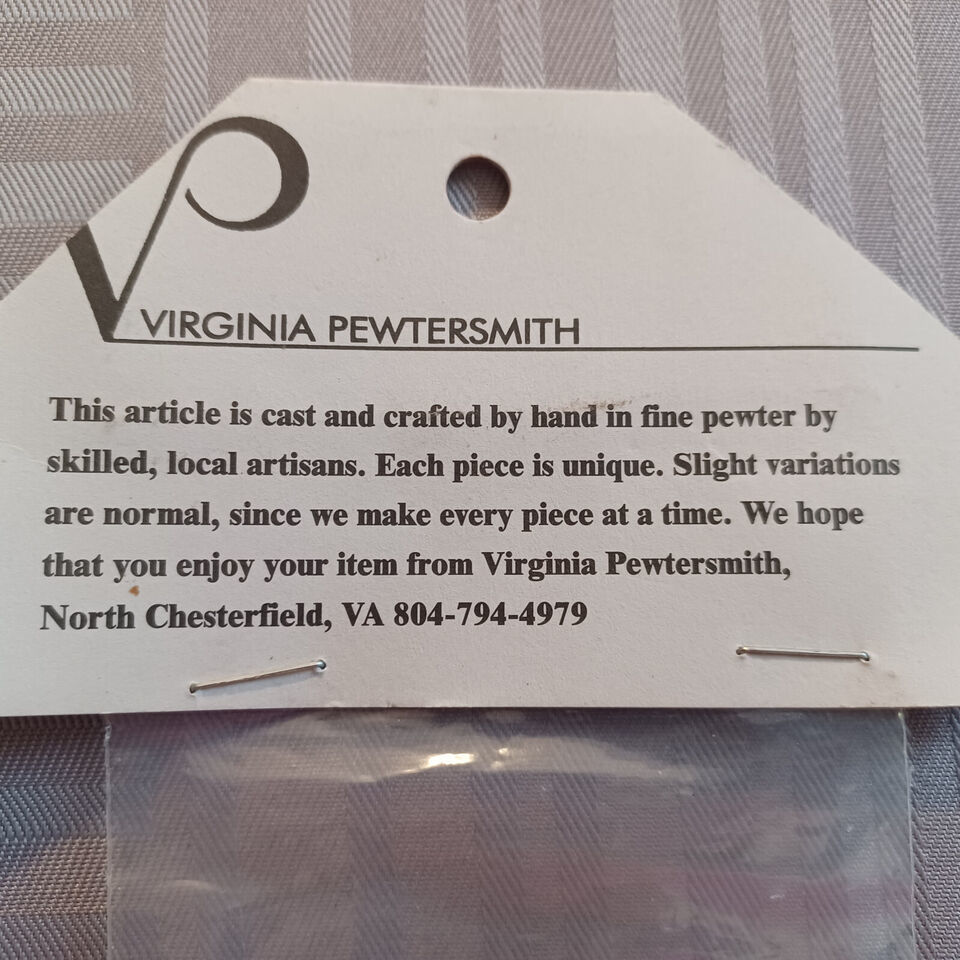 VP
VIRGINIA PEWTERSMITH
This article is cast and crafted by hand in fine pewter by
skilled, local artisans. Each piece is unique. Slight variations
are normal, since we make every piece at a time. We hope
that you enjoy your item from Virginia Pewtersmith,
North Chesterfield, VA 804-794-4979